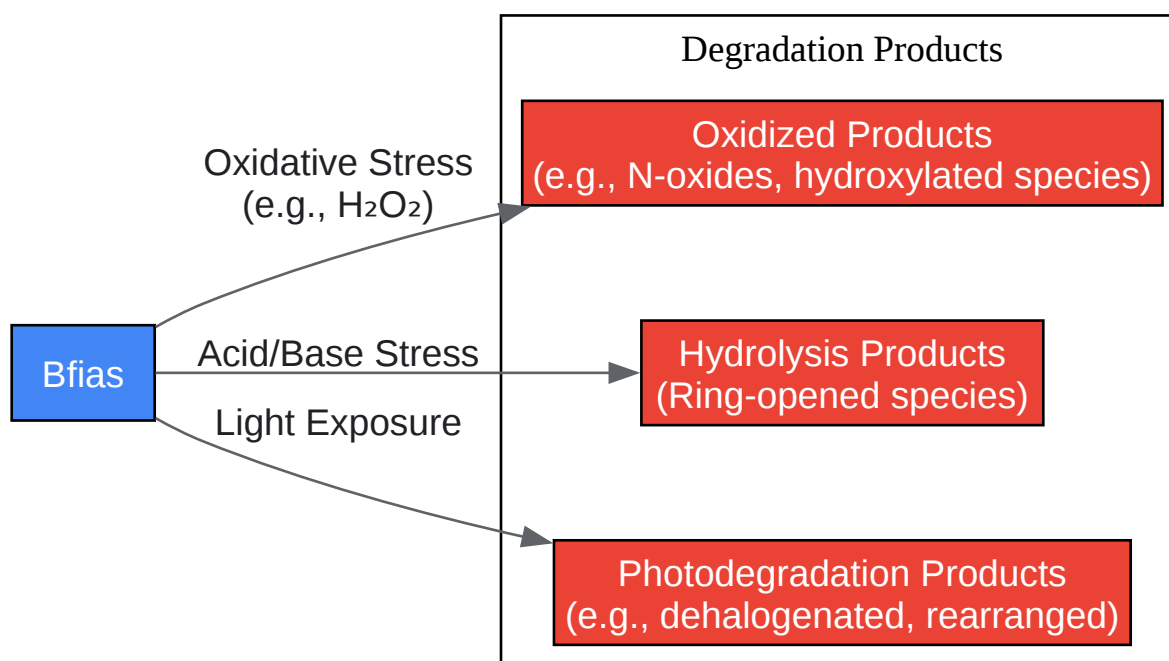 Degradation Products
Oxidized Products
(e.g., N-oxides, hydroxylated species)
Oxidative Stress
(e.g., H₂O₂)
Bfias
Acid/Base Stress
Hydrolysis Products
(Ring-opened species)
Light Exposure
Photodegradation Products
(e.g., dehalogenated, rearranged)